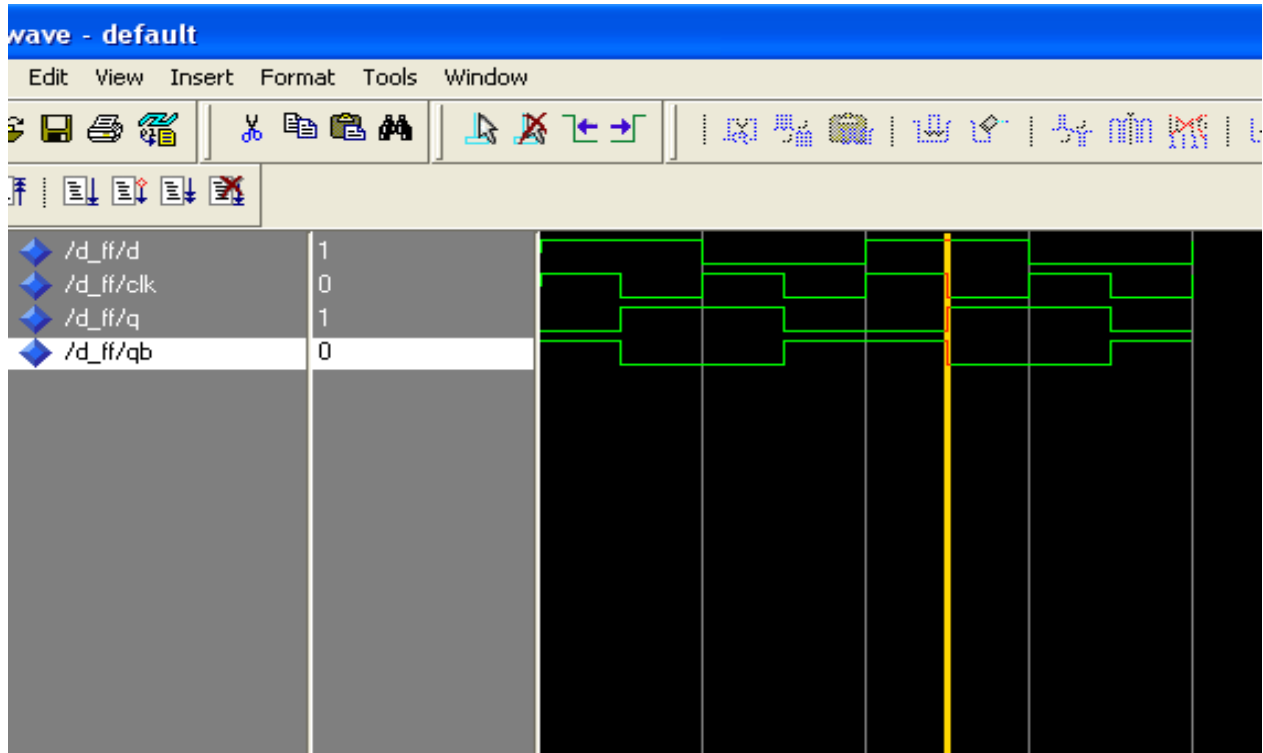 wave - default
Edit View Insert Format Tools Window
/d_ff/d 1
/d_ff/clk 0
/d_ff/q 1
/d_ff/qb 0